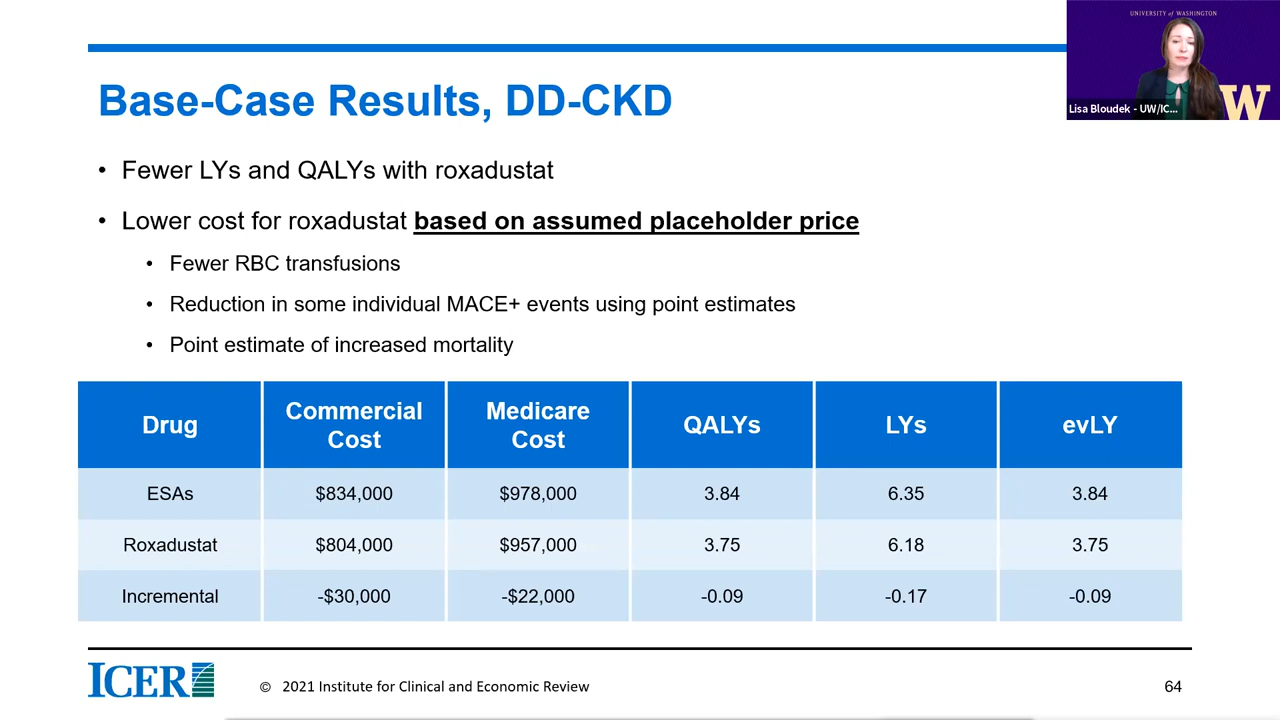 UNIVERSITY of WASHINGTON
W
Lisa Bloudek - UW/IC...
Base-Case Results, DD-CKD
• Fewer LYs and QALYs with roxadustat
• Lower cost for roxadustat based on assumed placeholder price
• Fewer RBC transfusions
• Reduction in some individual MACE+ events using point estimates
• Point estimate of increased mortality
Drug Commercial Cost Medicare Cost QALYs LYs evLY
ESAs $834,000 $978,000 3.84 6.35 3.84
Roxadustat $804,000 $957,000 3.75 6.18 3.75
Incremental -$30,000 -$22,000 -0.09 -0.17 -0.09
ICER
© 2021 Institute for Clinical and Economic Review
64